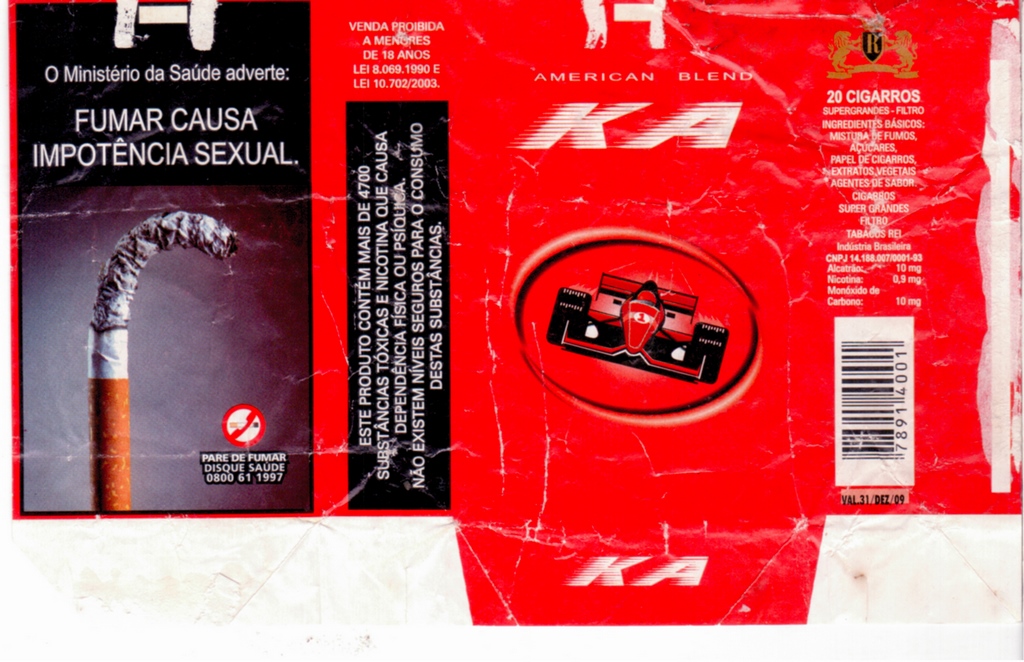 O Ministério da Saúde adverte:
FUMAR CAUSA
IMPOTÊNCIA SEXUAL.
PARE DE FUMAR
DISQUE SAÚDE
0800 61 1997
VENDA PROIBIDA
A MENORES
DE 18 ANOS
LEI 8.069.1990 E
LEI 10.702/2003.
ESTE PRODUTO CONTÉM MAIS DE 4700
SUBSTÂNCIAS TÓXICAS E NICOTINA QUE CAUSA
DEPENDÊNCIA FÍSICA OU PSÍQUICA.
NÃO EXISTEM NÍVEIS SEGUROS PARA O CONSUMO
DESTAS SUBSTÂNCIAS.
AMERICAN BLEND
KA
1
KA
R
20 CIGARROS
SUPERGRANDES - FILTRO
INGREDIENTES BÁSICOS:
MISTURA DE FUMOS,
AÇÚCARES,
PAPEL DE CIGARROS,
EXTRATOS VEGETAIS
AGENTES DE SABOR.
CIGARROS
SUPER GRANDES
FILTRO
TABACOS REI
Indústria Brasileira
CNPJ 14.188.007/0001-93
Alcatrão: 10 mg
Nicotina: 0,9 mg
Monóxido de
Carbono: 10 mg
78914001
VAL.31/DEZ/09